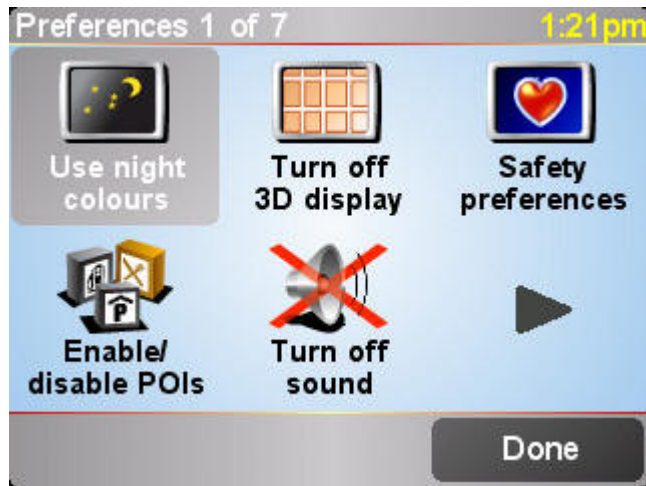 Preferences 1 of 7 1:21pm
Use night
colours
Turn off
3D display
Safety
preferences
P
Enable/
disable POIs
Turn off
sound
Done